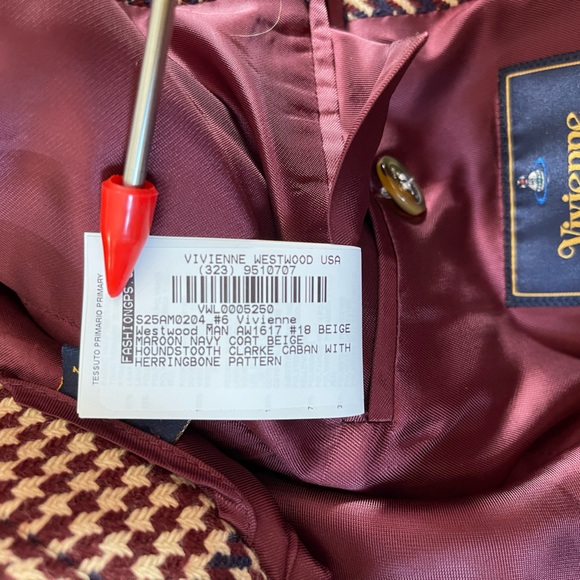 VIVIENNE WESTWOOD USA
(323) 9510707
VWL0005250
S25AM0204 #6 Vivienne
Westwood MAN AW1617 #18 BEIGE
MAROON NAVY COAT BEIGE
HOUNDSTOOTH CLARKE CABAN WITH
HERRINGBONE PATTERN
FASHIONGPS.
TESSUTO PRIMARIO PRIMARY
Vivienne